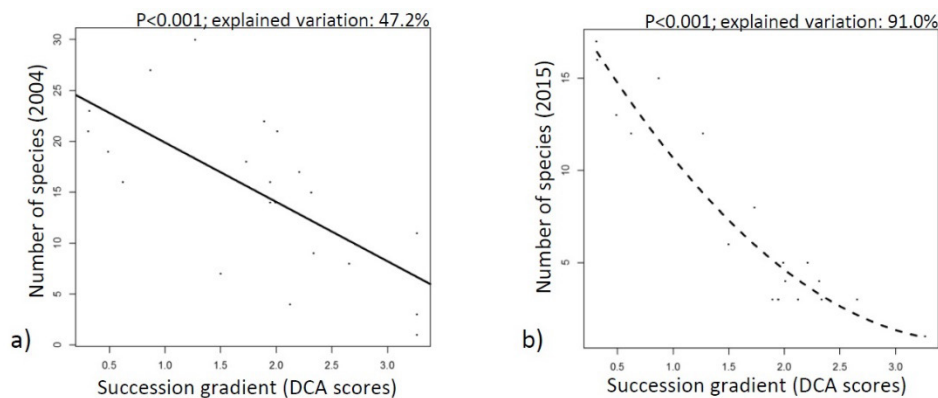 P<0.001; explained variation: 47.2%
Number of species (2004)
30
25
20
15
10
5
0
0.5 1.0 1.5 2.0 2.5 3.0
a)
Succession gradient (DCA scores)
P<0.001; explained variation: 91.0%
Number of species (2015)
15
10
5
0.5 1.0 1.5 2.0 2.5 3.0
b)
Succession gradient (DCA scores)